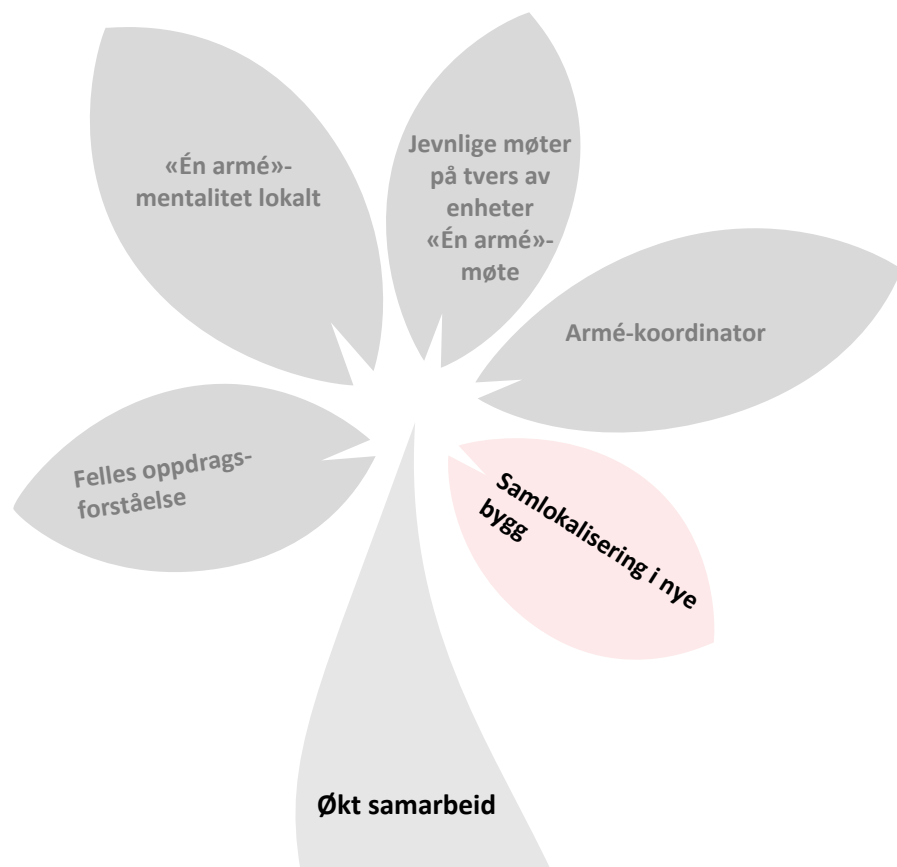 «Én armé»-
mentalitet lokalt
Jevnlige møter
på tvers av
enheter
«Én armé»-
møte
Armé-koordinator
Felles oppdrags-
forståelse
Samlokalisering i nye
bygg
Økt samarbeid